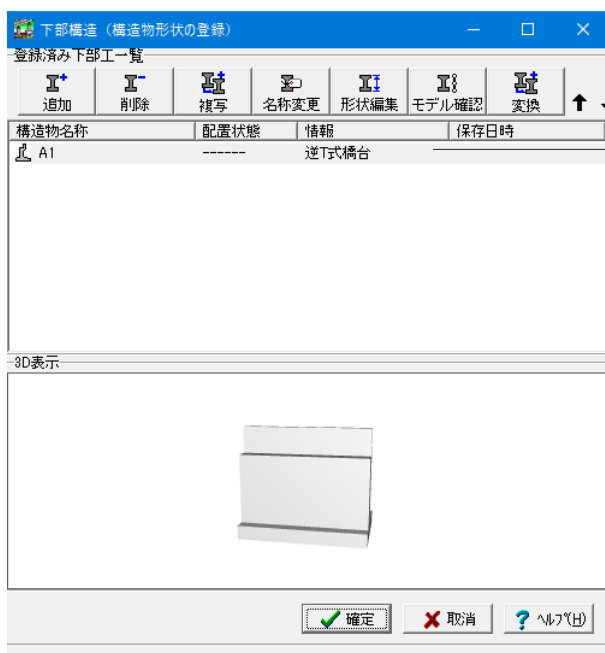 下部構造（構造物形状の登録）
登録済み下部工一覧
追加 削除 複写 名称変更 形状編集 モデル確認 変換
構造物名称 配置状態 情報 保存日時
A1 ------ 逆T式橋台
3D表示
確定 取消 ヘルプ(H)